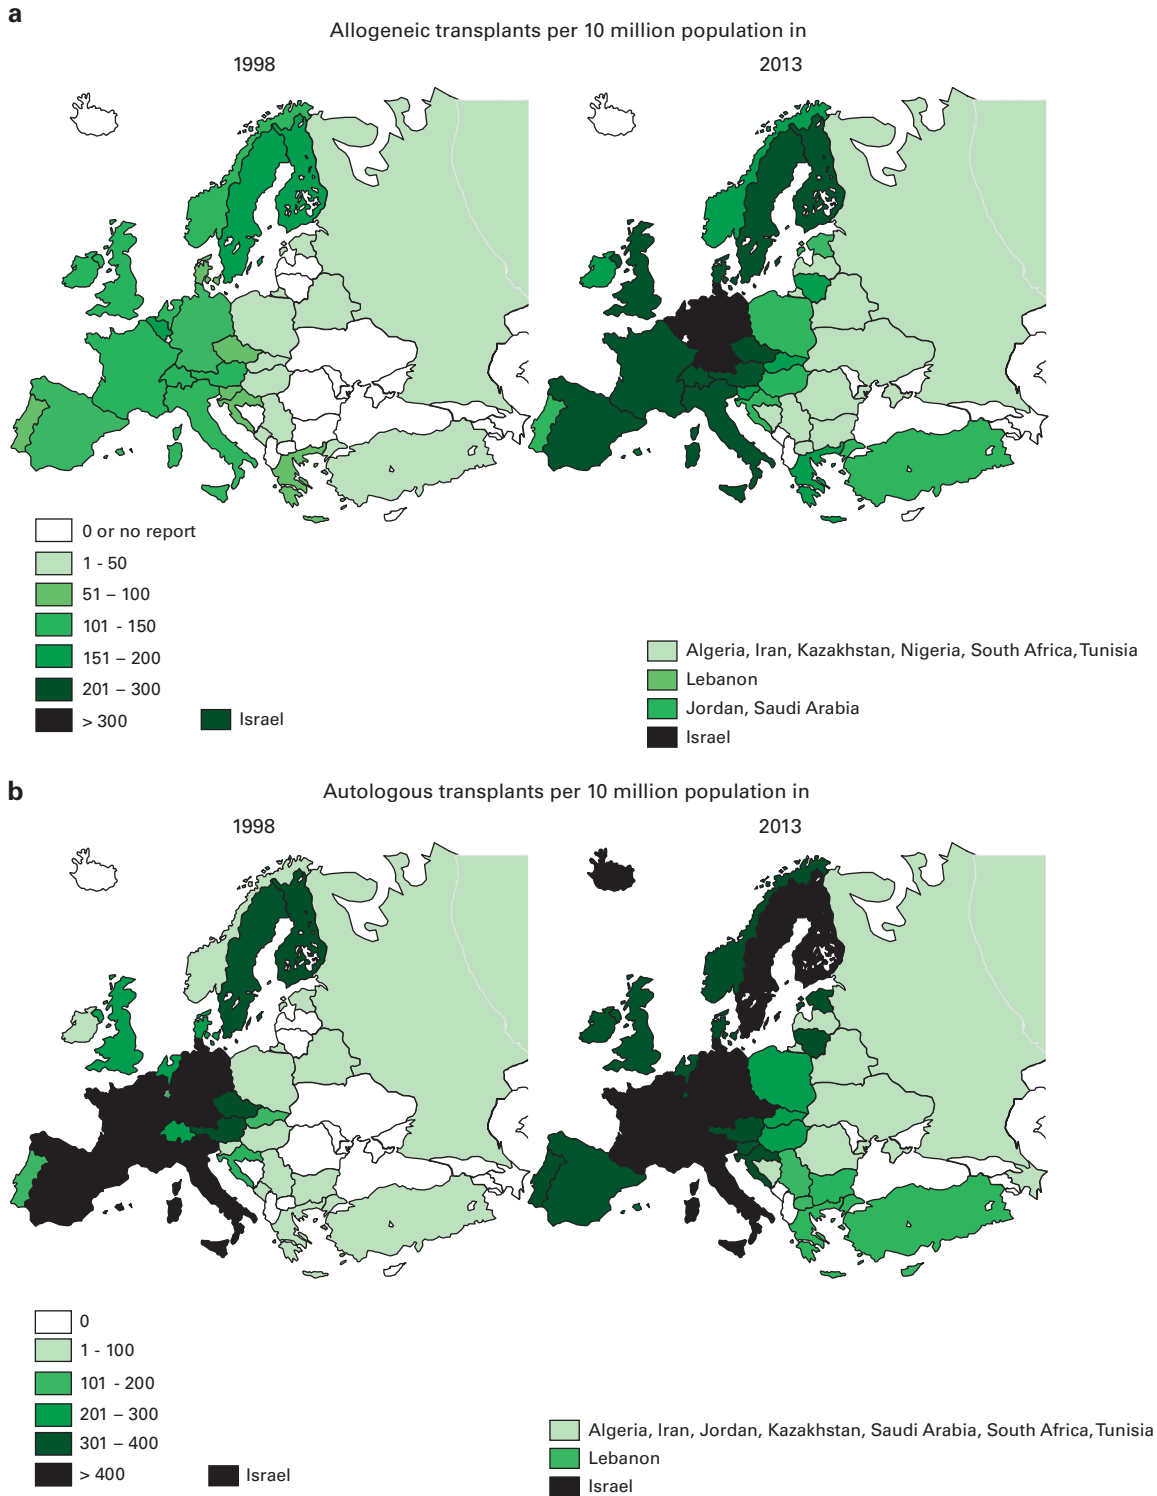 a
Allogeneic transplants per 10 million population in
1998
2013
0 or no report
1 - 50
51 – 100
101 - 150
151 – 200
201 – 300
> 300
Israel
Algeria, Iran, Kazakhstan, Nigeria, South Africa, Tunisia
Lebanon
Jordan, Saudi Arabia
Israel
b
Autologous transplants per 10 million population in
1998
2013
0
1 - 100
101 - 200
201 – 300
301 – 400
> 400
Israel
Algeria, Iran, Jordan, Kazakhstan, Saudi Arabia, South Africa, Tunisia
Lebanon
Israel